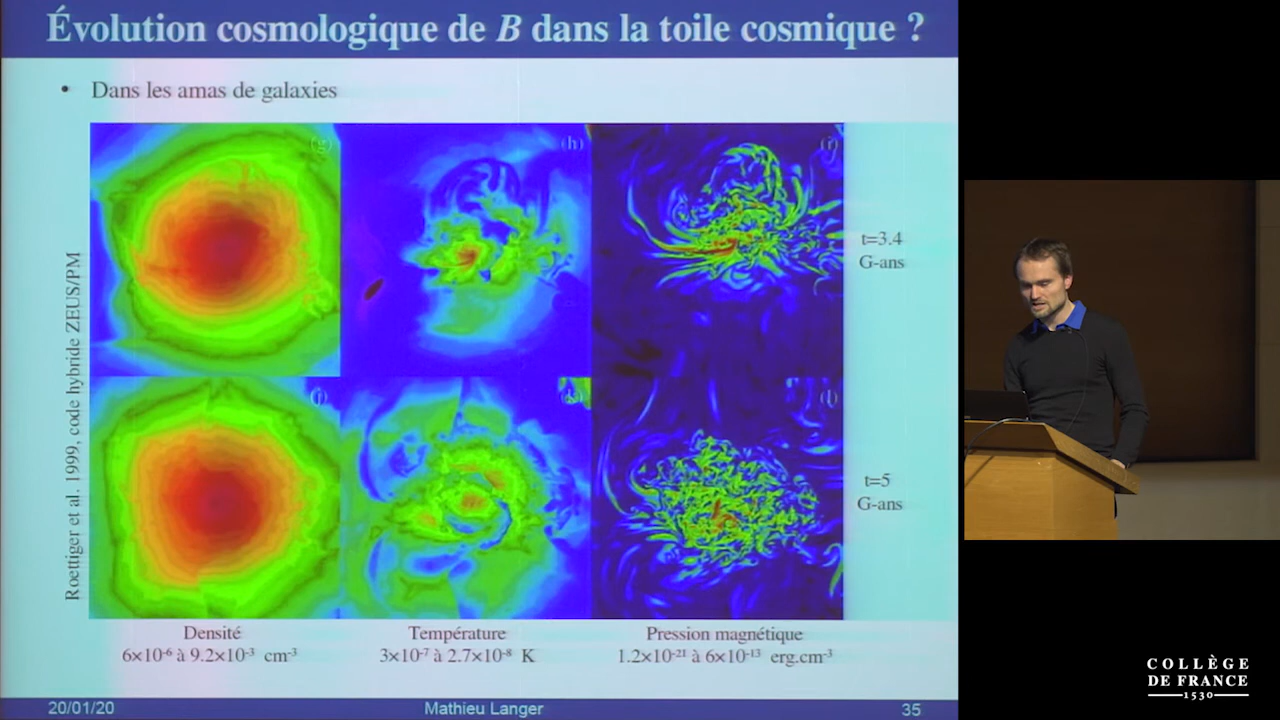 Évolution cosmologique de B dans la toile cosmique ?
• Dans les amas de galaxies
(g)
(h)
t=3.4
G-ans
(j)
(l)
t=5
G-ans
Roettiger et al. 1999, code hybride ZEUS/PM
Densité
6×10⁻⁶ à 9.2×10⁻³ cm⁻³
Température
3×10⁻⁷ à 2.7×10⁻⁸ K
Pression magnétique
1.2×10⁻²¹ à 6×10⁻¹³ erg.cm⁻³
20/01/20
Mathieu Langer
35
COLLÈGE
DE FRANCE
1530